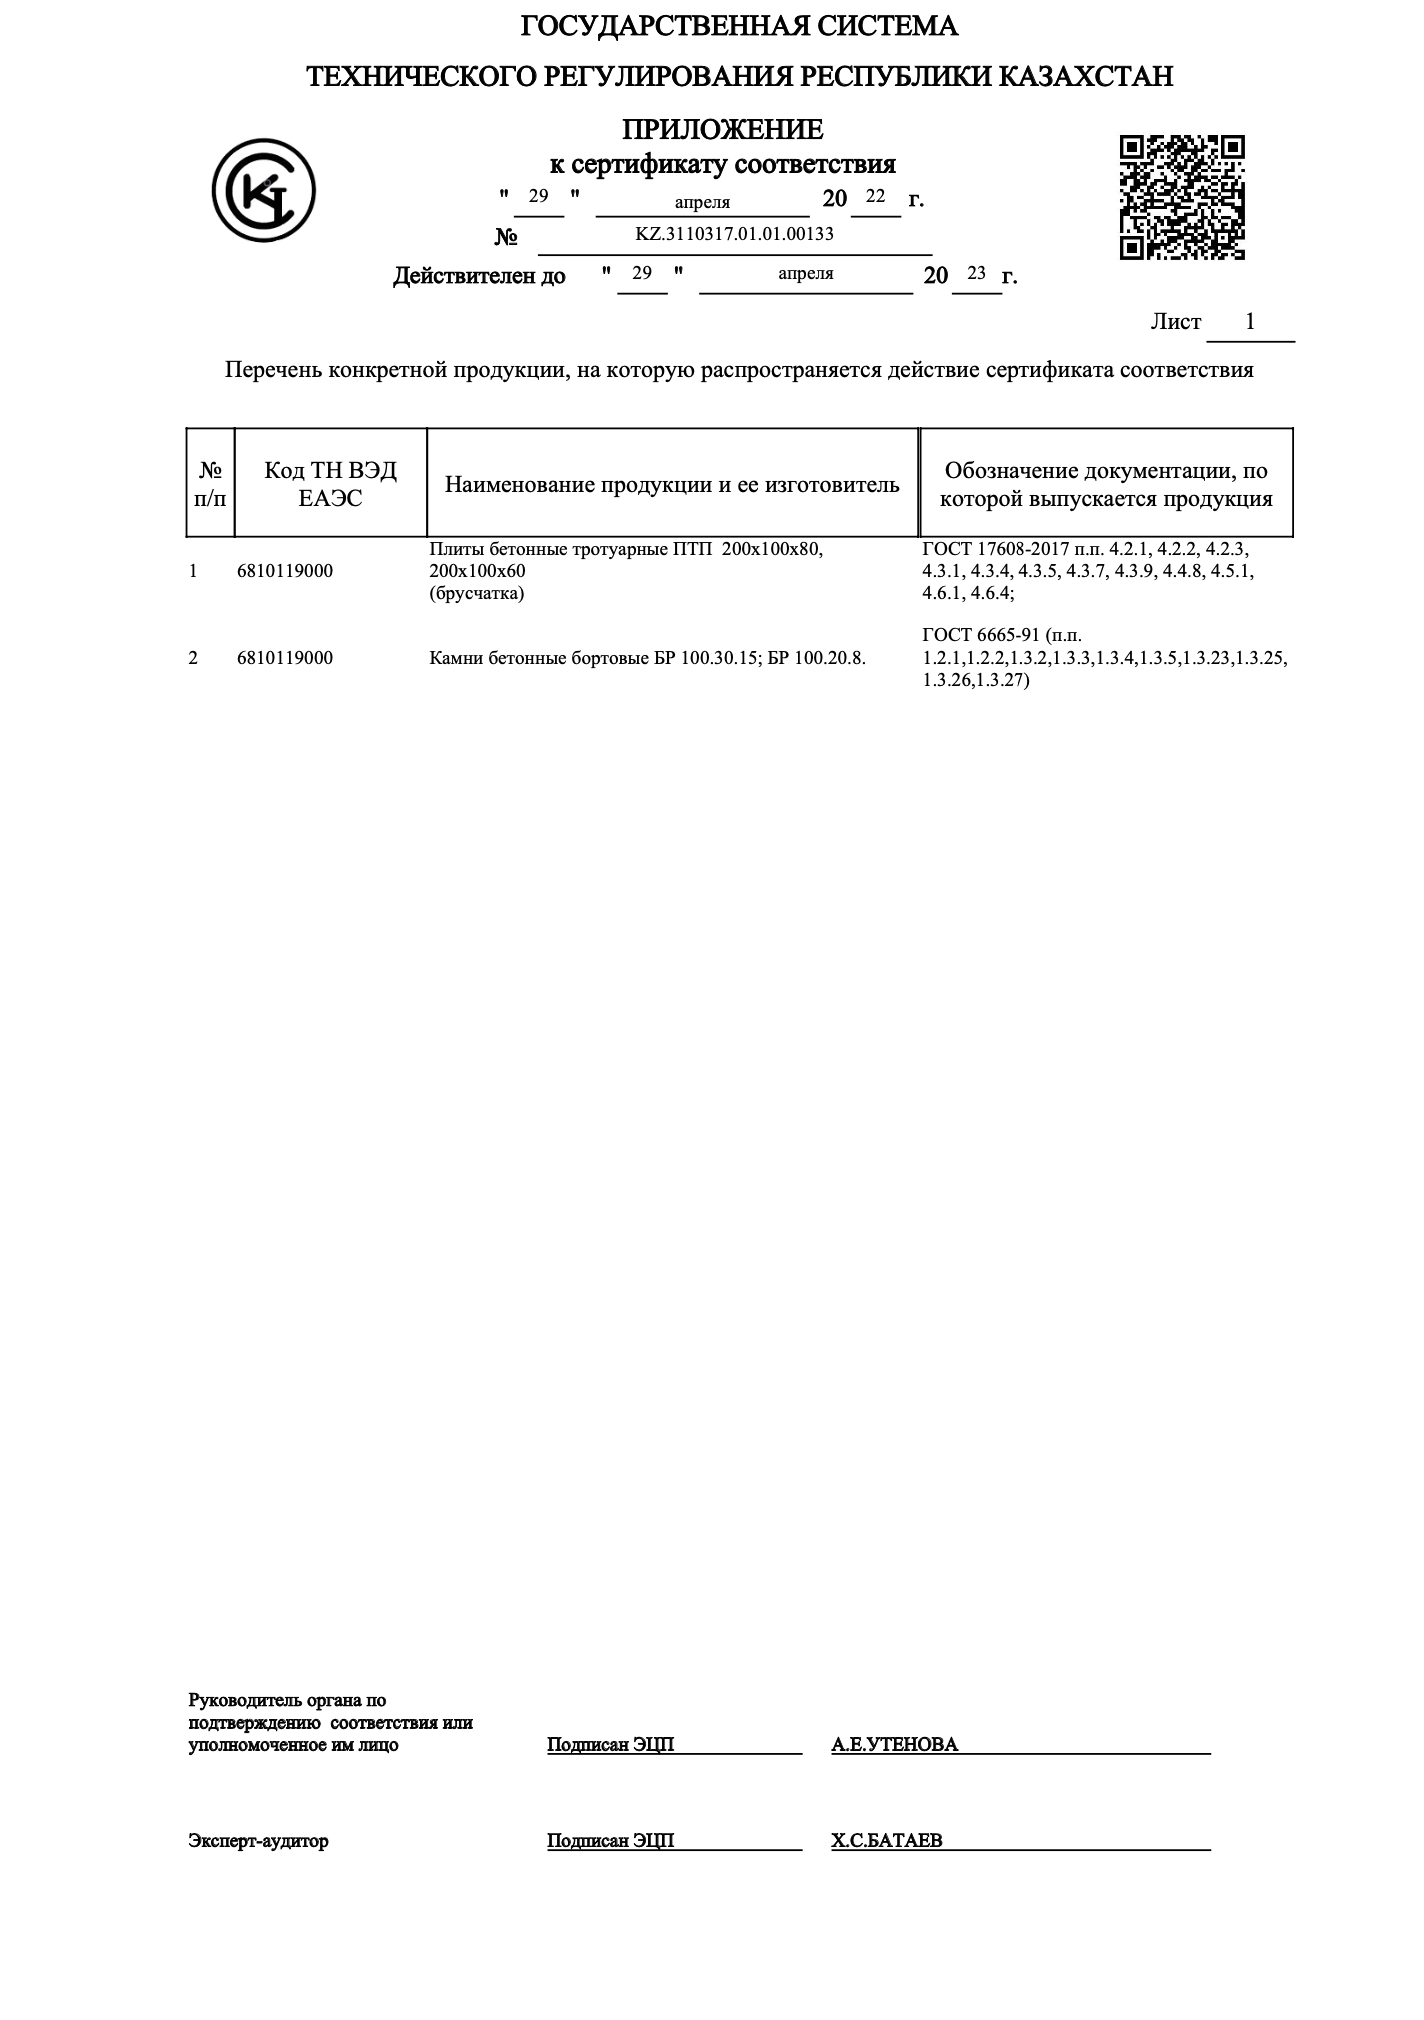 ГОСУДАРСТВЕННАЯ СИСТЕМА
ТЕХНИЧЕСКОГО РЕГУЛИРОВАНИЯ РЕСПУБЛИКИ КАЗАХСТАН
ПРИЛОЖЕНИЕ
к сертификату соответствия
" 29 " апреля 20 22 г.
№ KZ.3110317.01.01.00133
Действителен до " 29 " апреля 20 23 г.
Лист 1
Перечень конкретной продукции, на которую распространяется действие сертификата соответствия
№ п/п
Код ТН ВЭД
ЕАЭС
Наименование продукции и ее изготовитель
Обозначение документации, по
которой выпускается продукция
1
6810119000
Плиты бетонные тротуарные ПТП 200х100х80,
200х100х60
(брусчатка)
ГОСТ 17608-2017 п.п. 4.2.1, 4.2.2, 4.2.3,
4.3.1, 4.3.4, 4.3.5, 4.3.7, 4.3.9, 4.4.8, 4.5.1,
4.6.1, 4.6.4;
2
6810119000
Камни бетонные бортовые БР 100.30.15; БР 100.20.8.
ГОСТ 6665-91 (п.п.
1.2.1,1.2.2,1.3.2,1.3.3,1.3.4,1.3.5,1.3.23,1.3.25,
1.3.26,1.3.27)
Руководитель органа по
подтверждению соответствия или
уполномоченное им лицо
Подписан ЭЦП
А.Е.УТЕНОВА
Эксперт-аудитор
Подписан ЭЦП
Х.С.БАТАЕВ